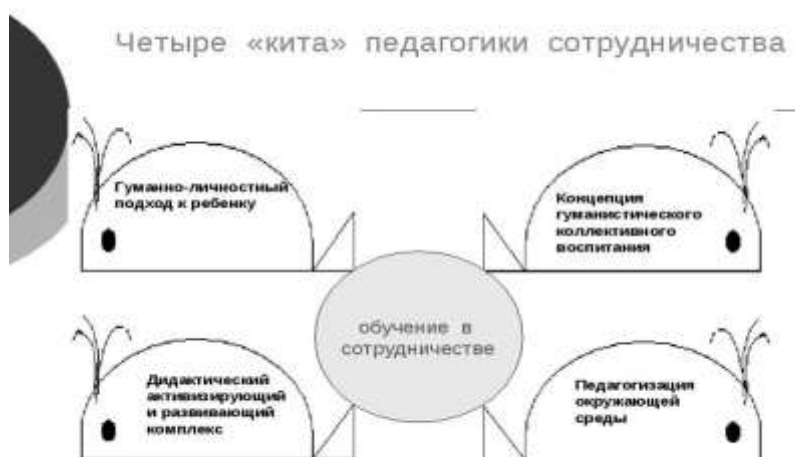 Четыре «кита» педагогики сотрудничества
Гуманно-личностный
подход к ребенку
Концепция
гуманистического
коллективного
воспитания
обучение в
сотрудничестве
Дидактический
активизирующий
и развивающий
комплекс
Педагогизация
окружающей
среды